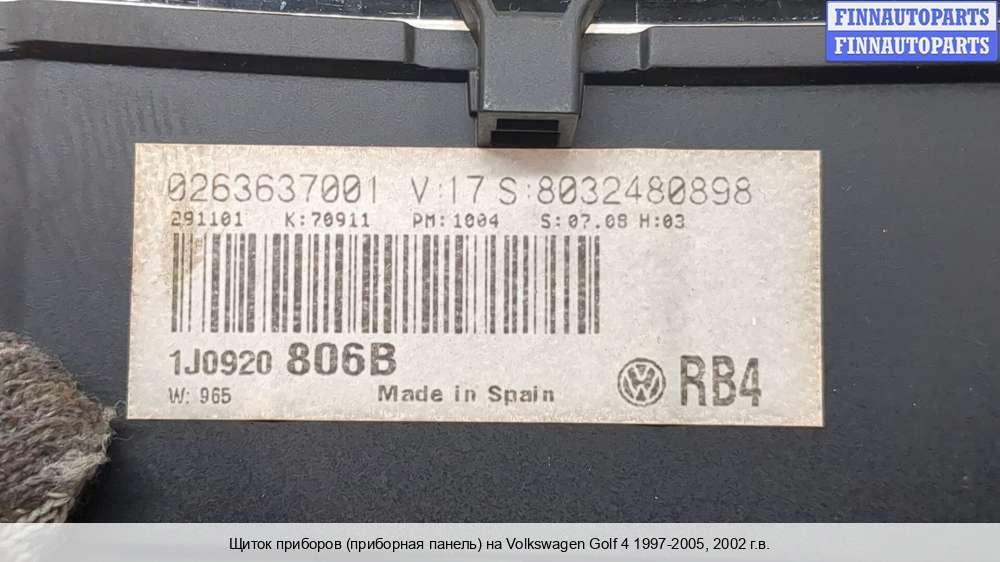 FINNAUTOPARTS
FINNAUTOPARTS
0263637001 V:17 S:8032480898
291101 K:70911 PM:1004 S:07.08 H:03
1J0920 806B
W: 965 Made in Spain
RB4
Щиток приборов (приборная панель) на Volkswagen Golf 4 1997-2005, 2002 г.в.